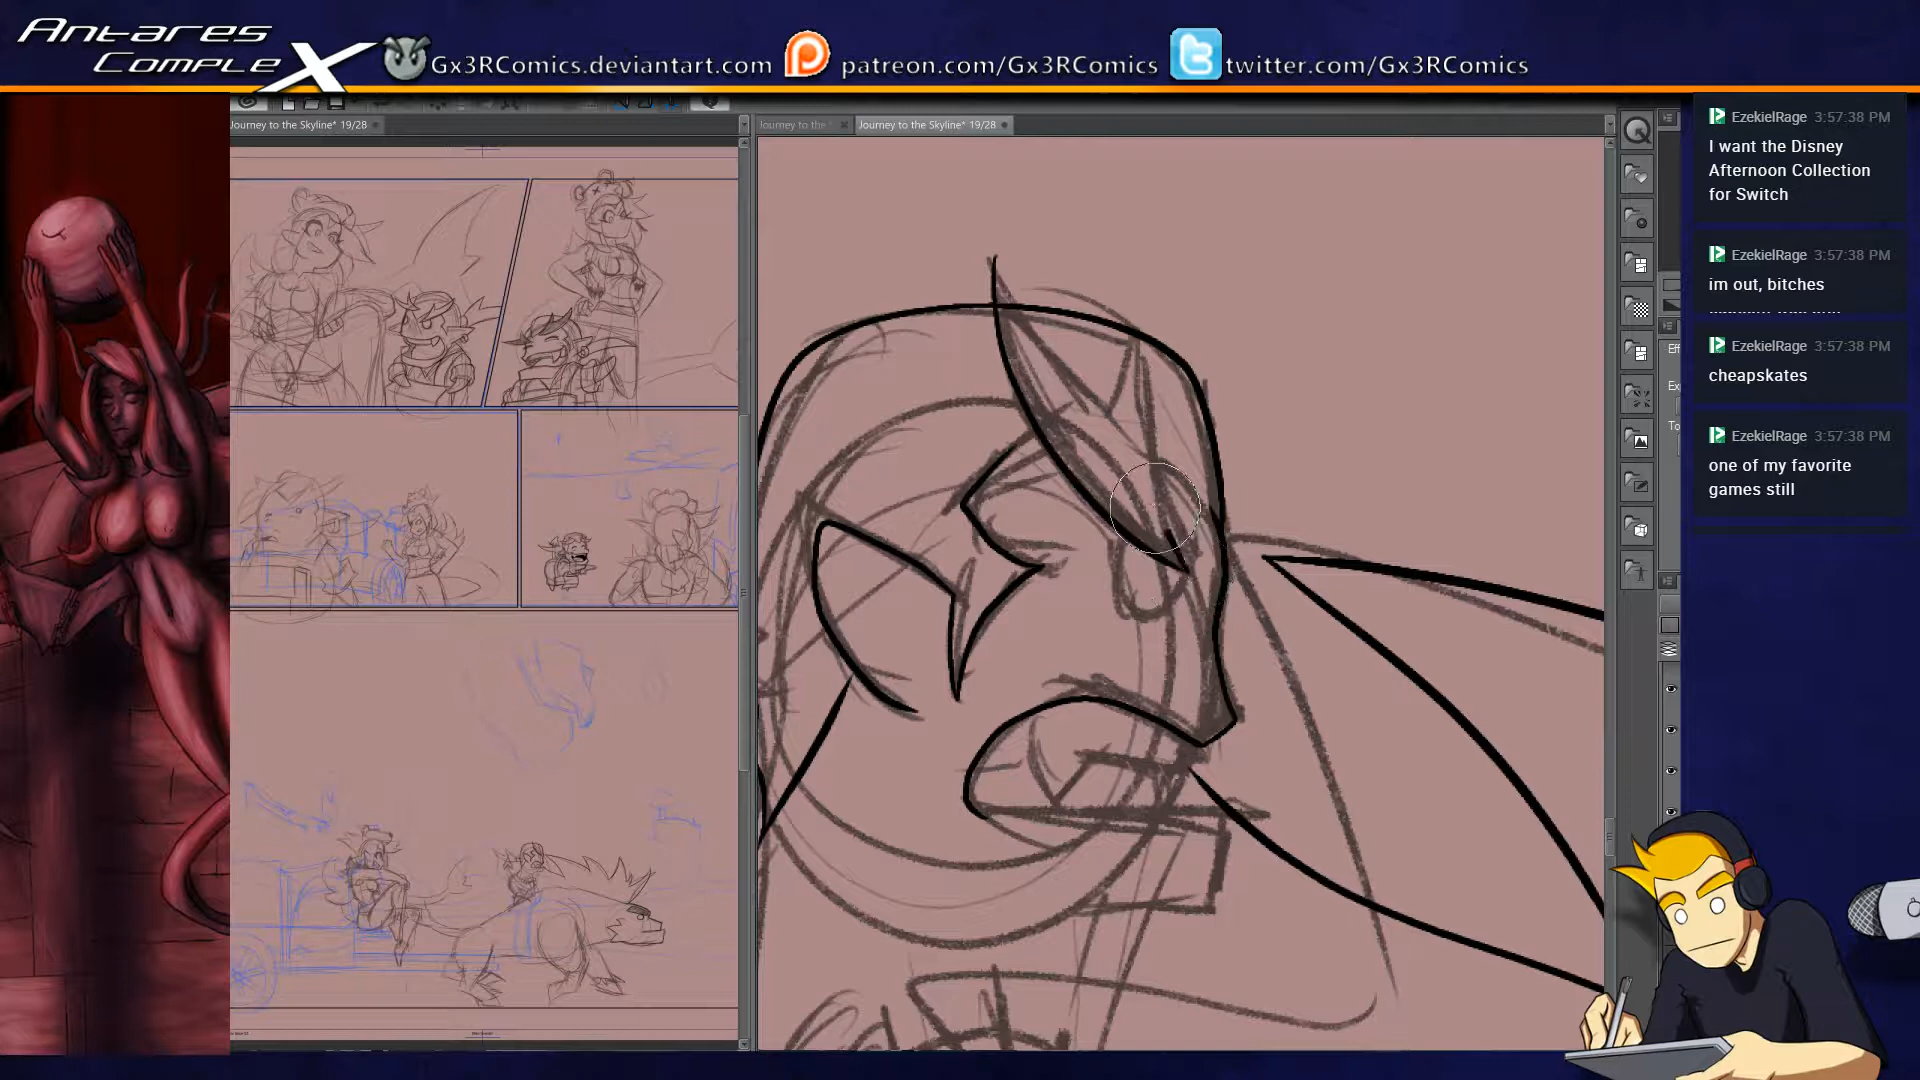 Antares
Complex
Gx3RComics.deviantart.com
patreon.com/Gx3RComics
twitter.com/Gx3RComics
Journey to the Skyline* 19/28
Journey to the
Journey to the Skyline* 19/28
EzekielRage 3:57:38 PM
I want the Disney
Afternoon Collection
for Switch
EzekielRage 3:57:38 PM
im out, bitches
EzekielRage 3:57:38 PM
cheapskates
EzekielRage 3:57:38 PM
one of my favorite
games still